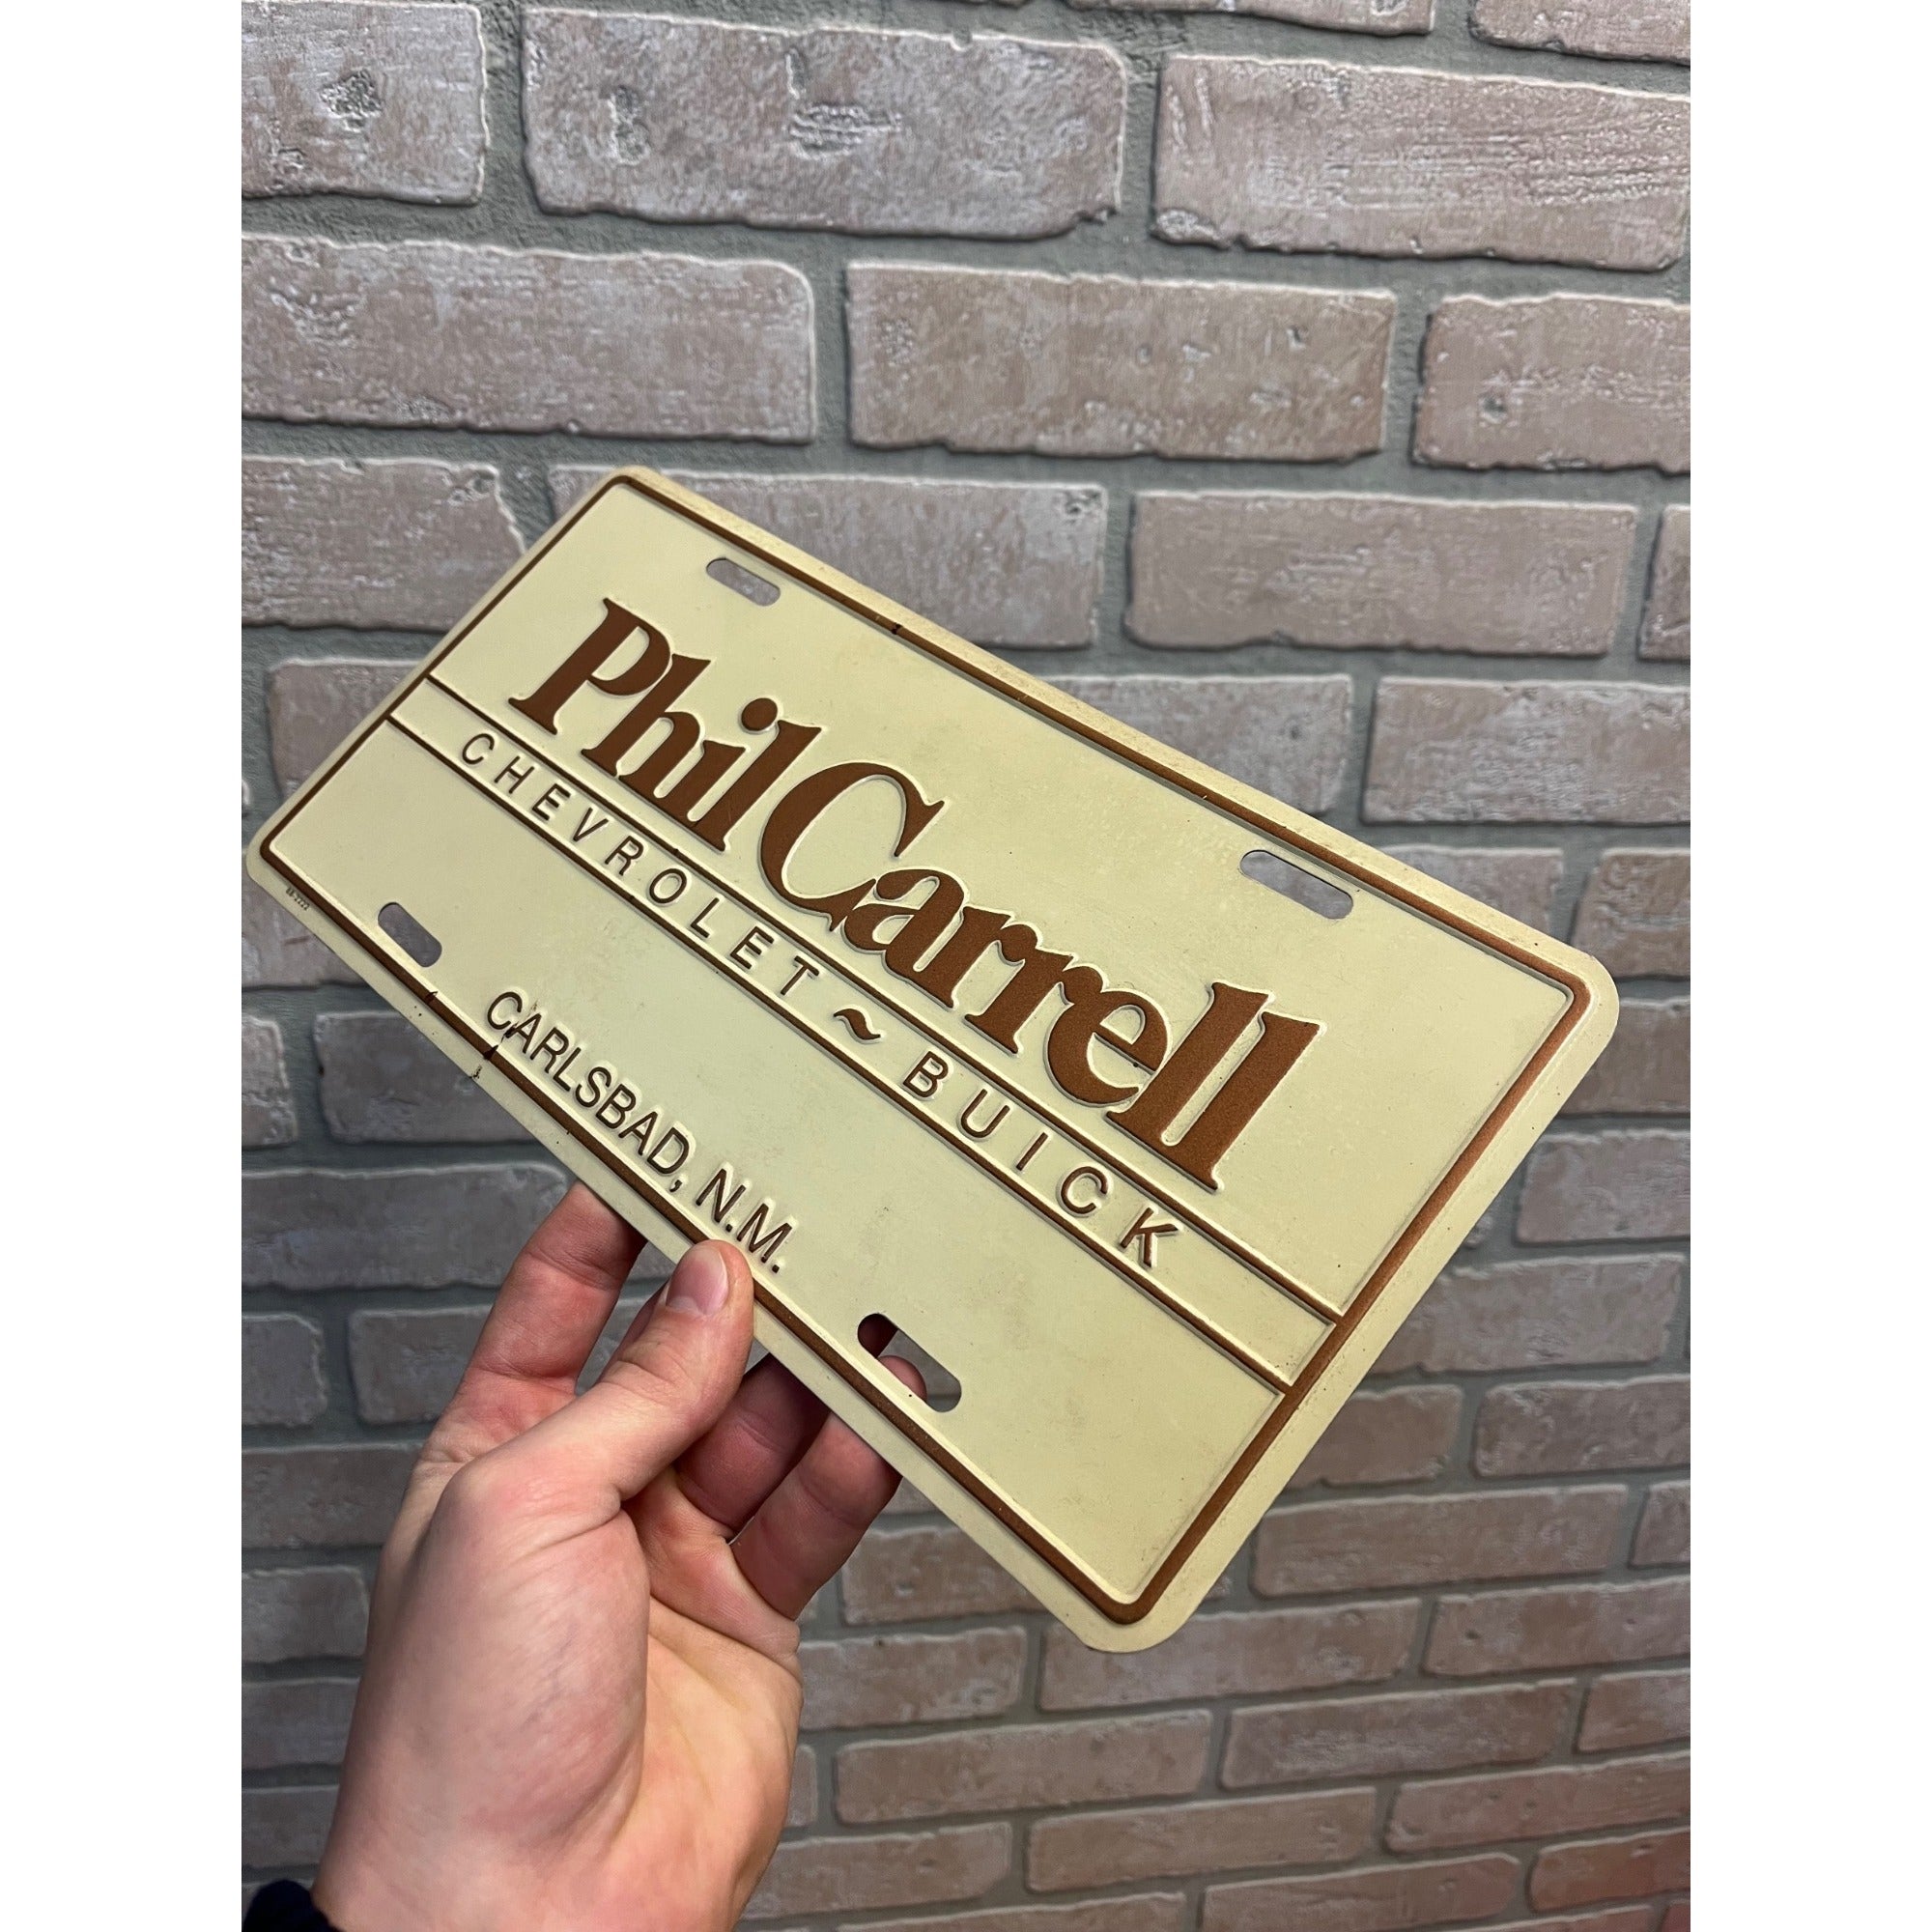 Phil Carrell
CHEVROLET ~ BUICK
CARLSBAD, N.M.